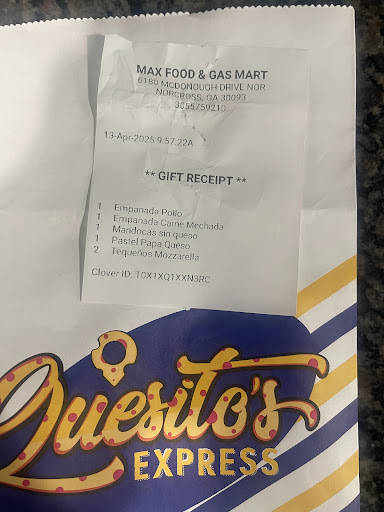 MAX FOOD & GAS MART
6180 MCDONOUGH DRIVE NOR
NORCROSS, GA 30093
3055759210
13-Apr-2025 9:57:22A
** GIFT RECEIPT **
1 Empanada Pollo
1 Empanada Carne Mechada
1 Mandocas sin queso
1 Pastel Papa Queso
2 Tequeños Mozzarella
Clover ID: T0X1XQ1XXN3RC
Quesito's
EXPRESS